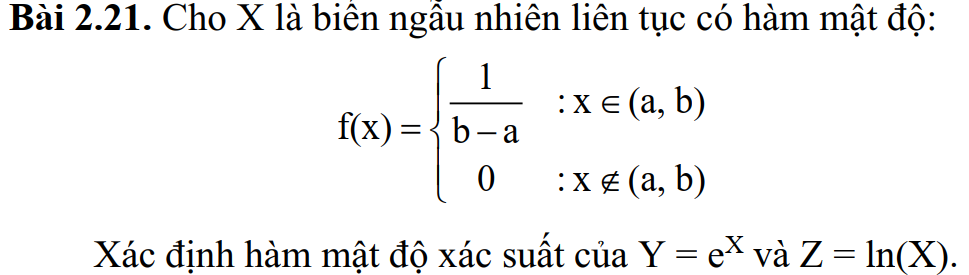 Bài 2.21. Cho X là biến ngẫu nhiên liên tục có hàm mật độ:
f(x) = { 1/(b – a) : x ∈ (a, b)
0 : x ∉ (a, b)
Xác định hàm mật độ xác suất của Y = e^X và Z = ln(X).